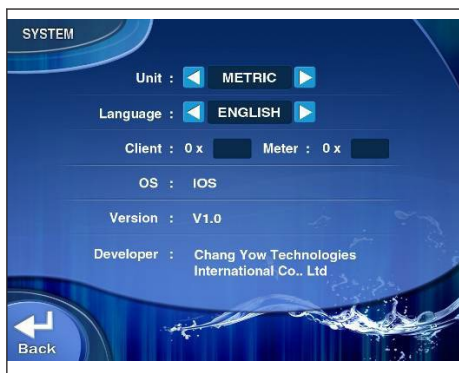 SYSTEM
Unit : METRIC
Language : ENGLISH
Client : 0 x Meter : 0 x
OS : IOS
Version : V1.0
Developer : Chang Yow Technologies
International Co.. Ltd
Back